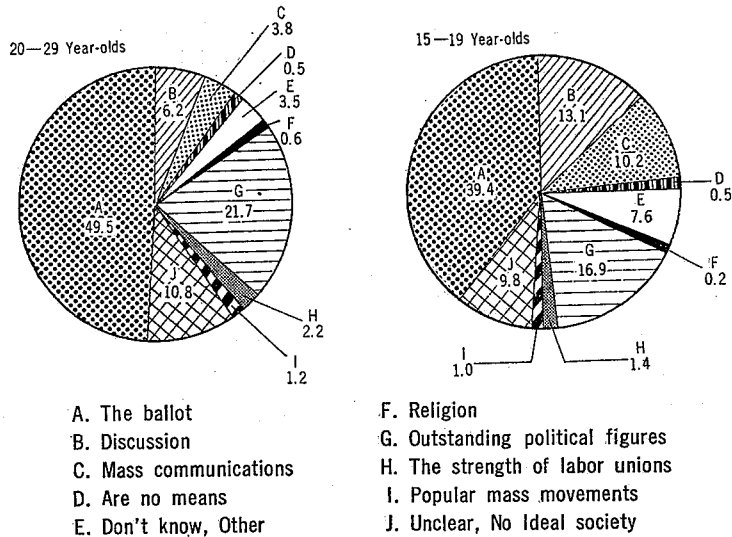 20—29 Year-olds
A
49.5
B
6.2
C
3.8
D
0.5
E
3.5
F
0.6
G
21.7
H
2.2
I
1.2
J
10.8
15—19 Year-olds
A
39.4
B
13.1
C
10.2
D
0.5
E
7.6
F
0.2
G
16.9
H
1.4
I
1.0
J
9.8
A. The ballot
B. Discussion
C. Mass communications
D. Are no means
E. Don't know, Other
F. Religion
G. Outstanding political figures
H. The strength of labor unions
I. Popular mass movements
J. Unclear, No Ideal society